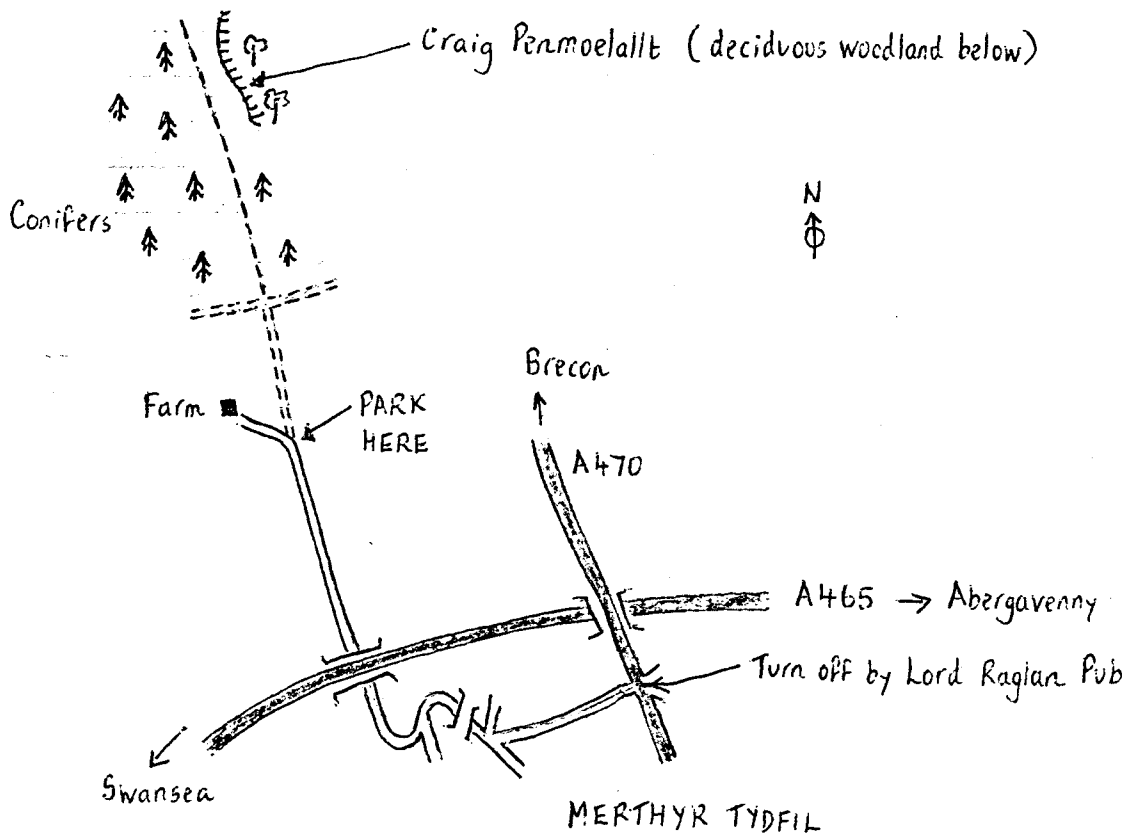 Craig Penmoelallt (deciduous woodland below)
N
Conifers
Brecon
Farm
PARK
HERE
A470
A465 → Abergavenny
Turn off by Lord Raglan Pub
Swansea
MERTHYR TYDFIL